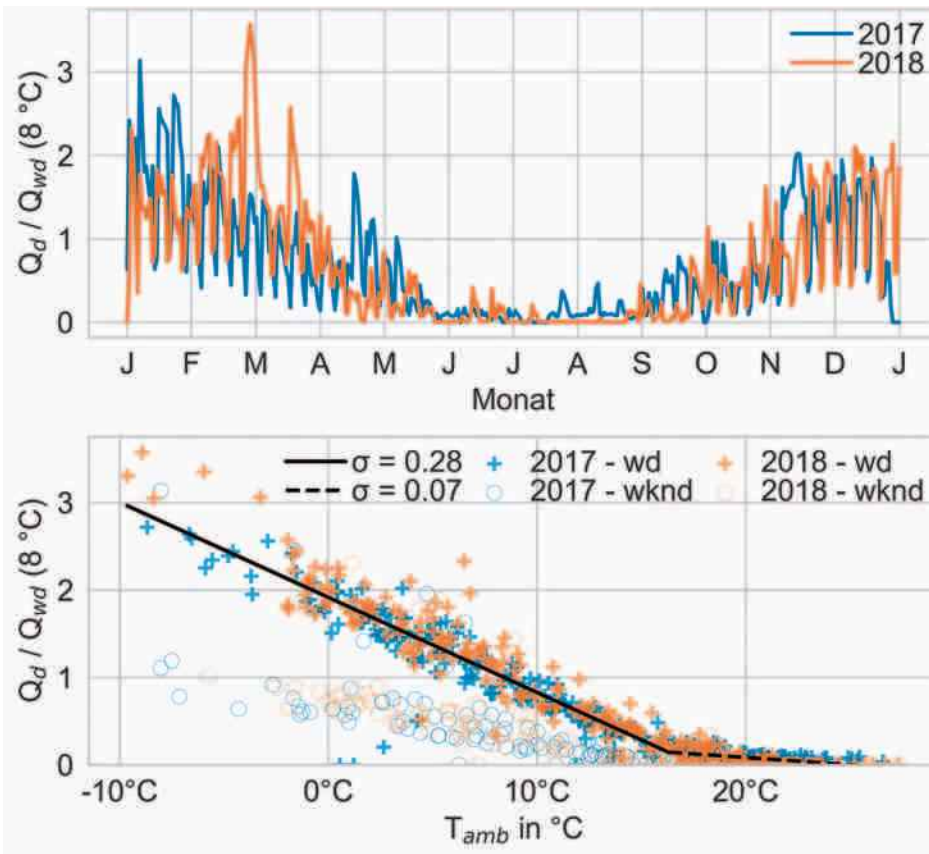 2017
2018
3
2
1
0
Q_d / Q_wd (8 °C)
J F M A M J J A S O N D J
Monat
σ = 0.28 2017 - wd 2018 - wd
σ = 0.07 2017 - wknd 2018 - wknd
3
2
1
0
Q_d / Q_wd (8 °C)
-10°C 0°C 10°C 20°C
T_amb in °C